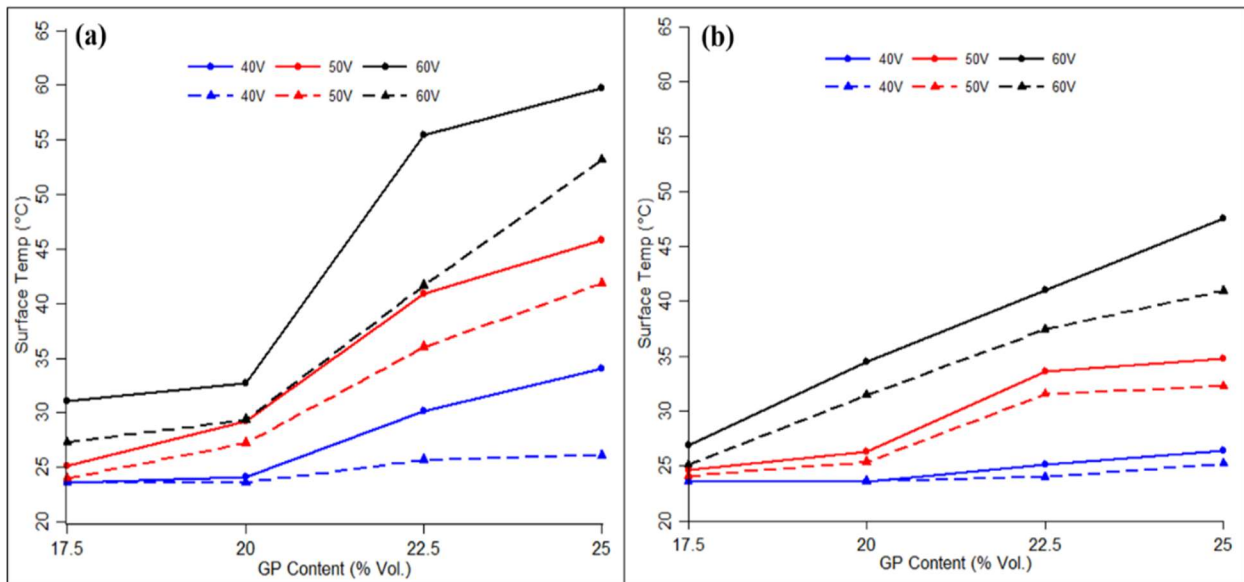 (a)
40V 50V 60V
40V 50V 60V
Surface Temp (°C)
20 25 30 35 40 45 50 55 60 65
17.5 20 22.5 25
GP Content (% Vol.)
(b)
40V 50V 60V
40V 50V 60V
Surface Temp (°C)
20 25 30 35 40 45 50 55 60 65
17.5 20 22.5 25
GP Content (% Vol.)